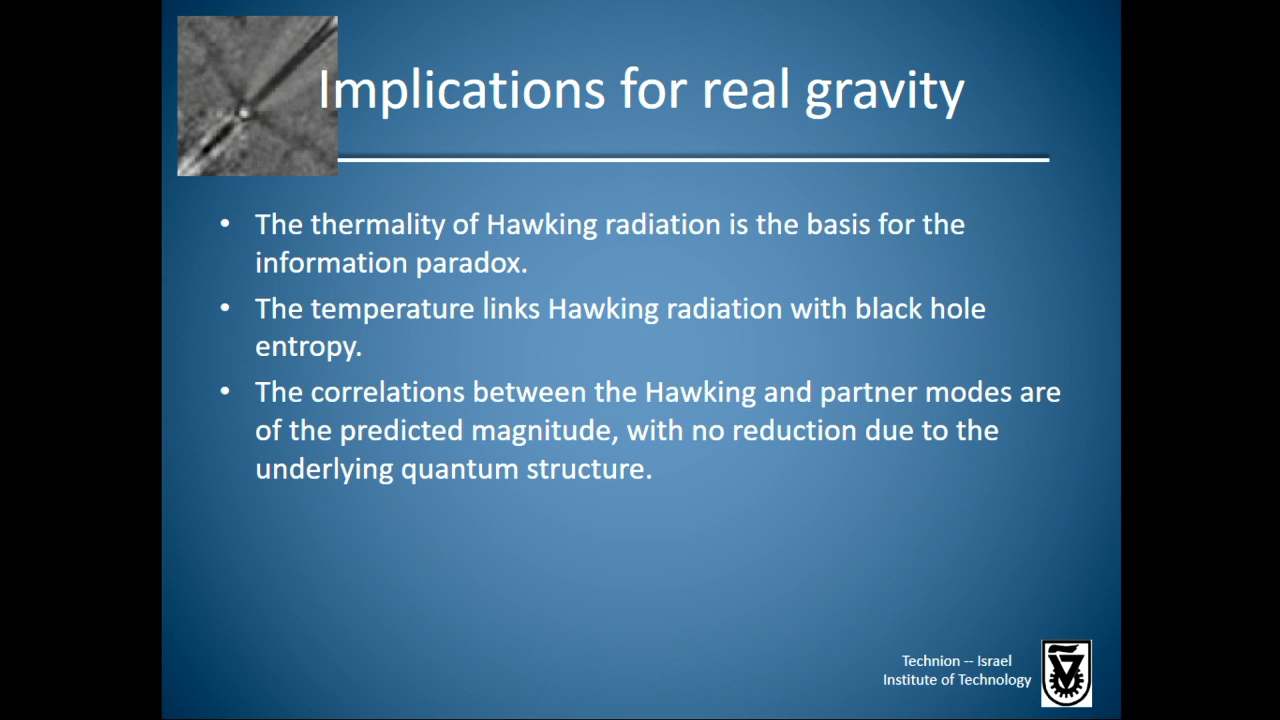 Implications for real gravity
• The thermality of Hawking radiation is the basis for the
information paradox.
• The temperature links Hawking radiation with black hole
entropy.
• The correlations between the Hawking and partner modes are
of the predicted magnitude, with no reduction due to the
underlying quantum structure.
Technion -- Israel
Institute of Technology